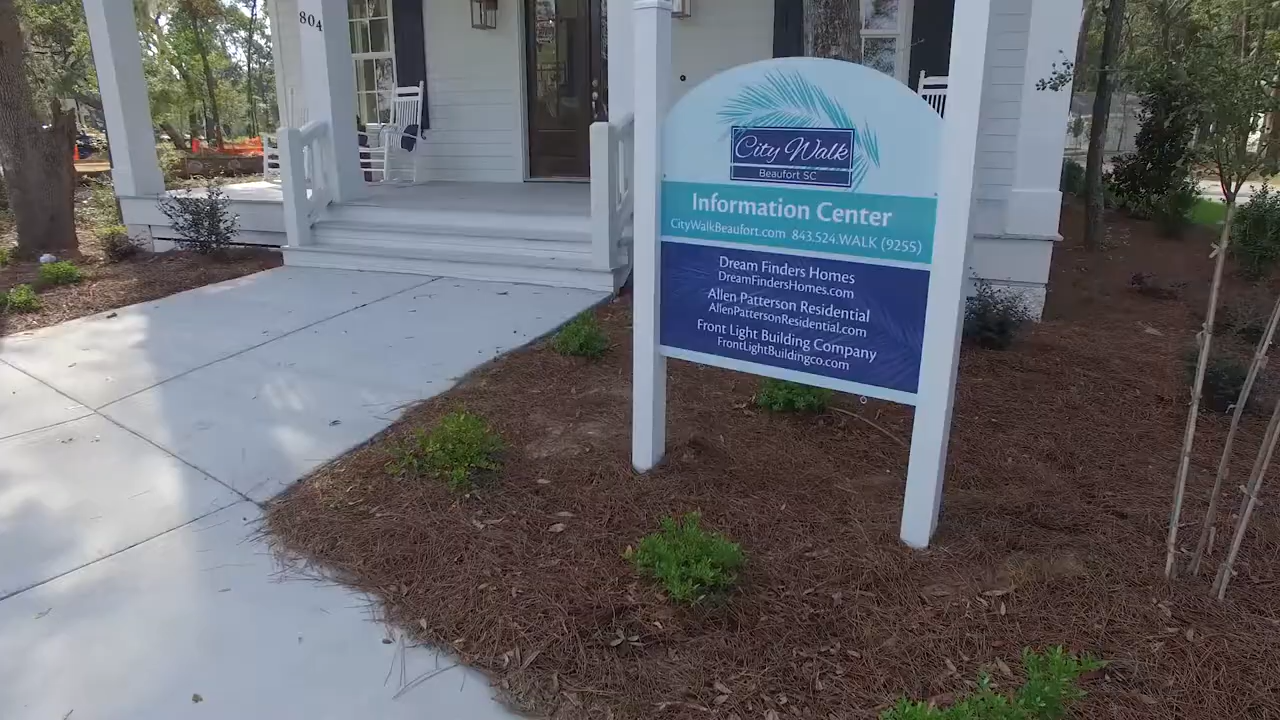 804
City Walk
Beaufort SC
Information Center
CityWalkBeaufort.com 843.524.WALK (9255)
Dream Finders Homes
DreamFindersHomes.com
Allen Patterson Residential
AllenPattersonResidential.com
Front Light Building Company
FrontLightBuildingco.com